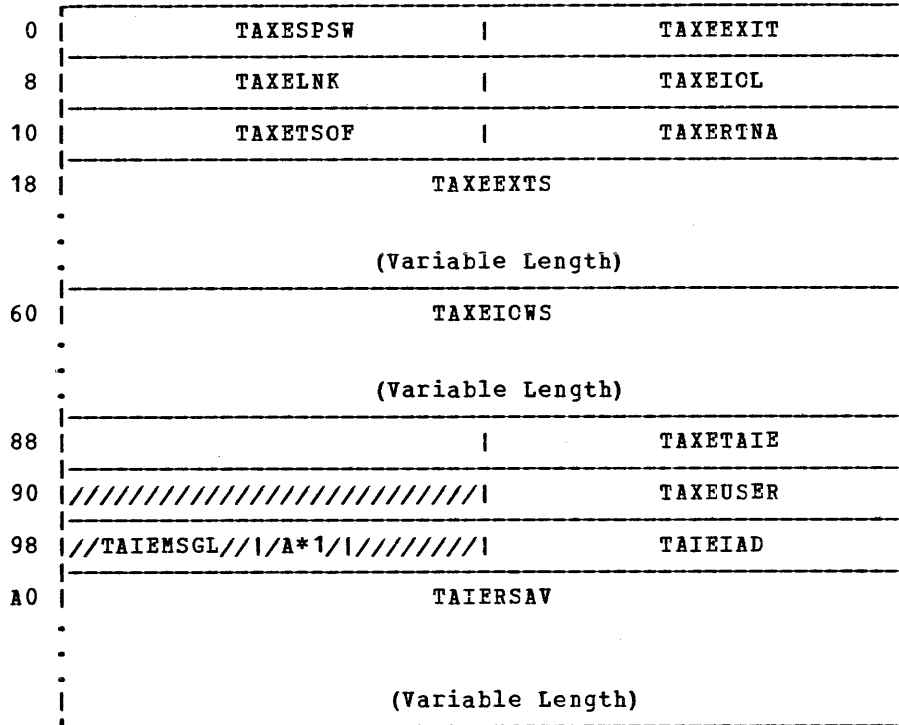 0 | TAXESPSW | TAXEEXIT
8 | TAXELNK | TAXEIOL
10 | TAXETSOF | TAXERTNA
18 | TAXEEXTS
(Variable Length)
60 | TAXEIOWS
(Variable Length)
88 | | TAXETAIE
90 |///////////////////////////| TAXEUSER
98 |//TAIEMSGL//|/A*1/|////////| TAIEIAD
A0 | TAIERSAV
(Variable Length)